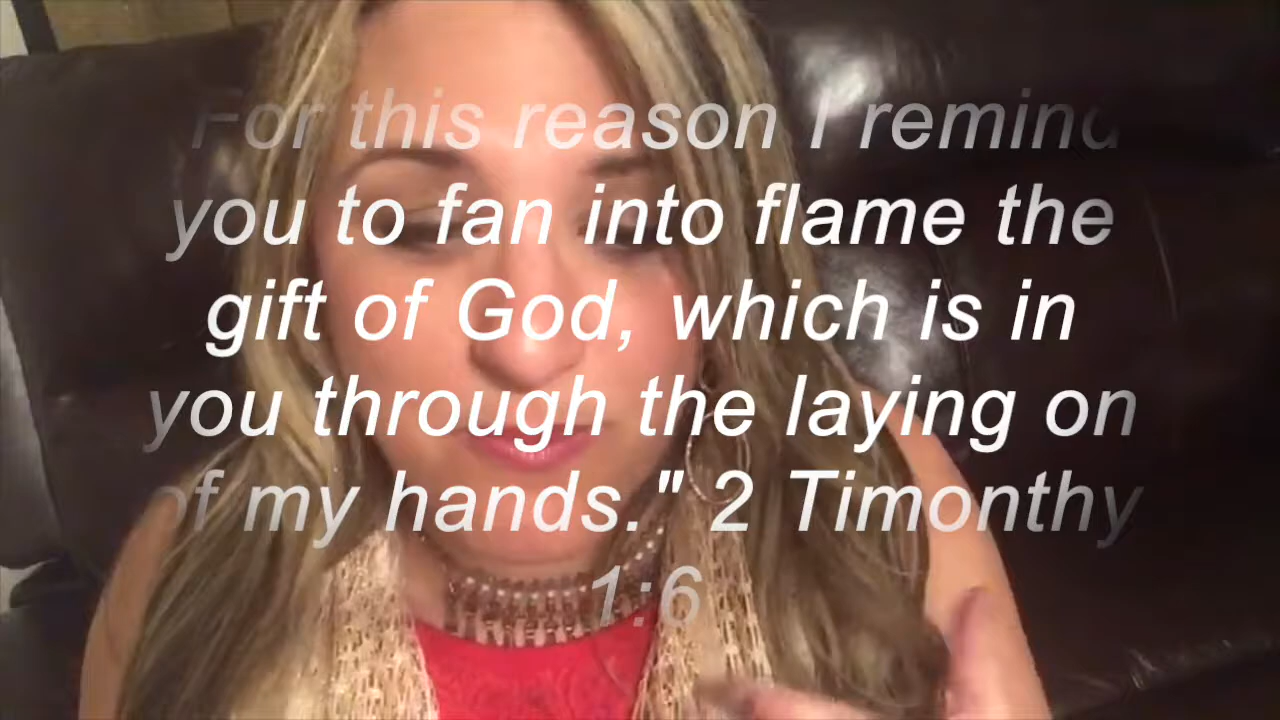 For this reason I remind
you to fan into flame the
gift of God, which is in
you through the laying on
of my hands." 2 Timonthy
1:6